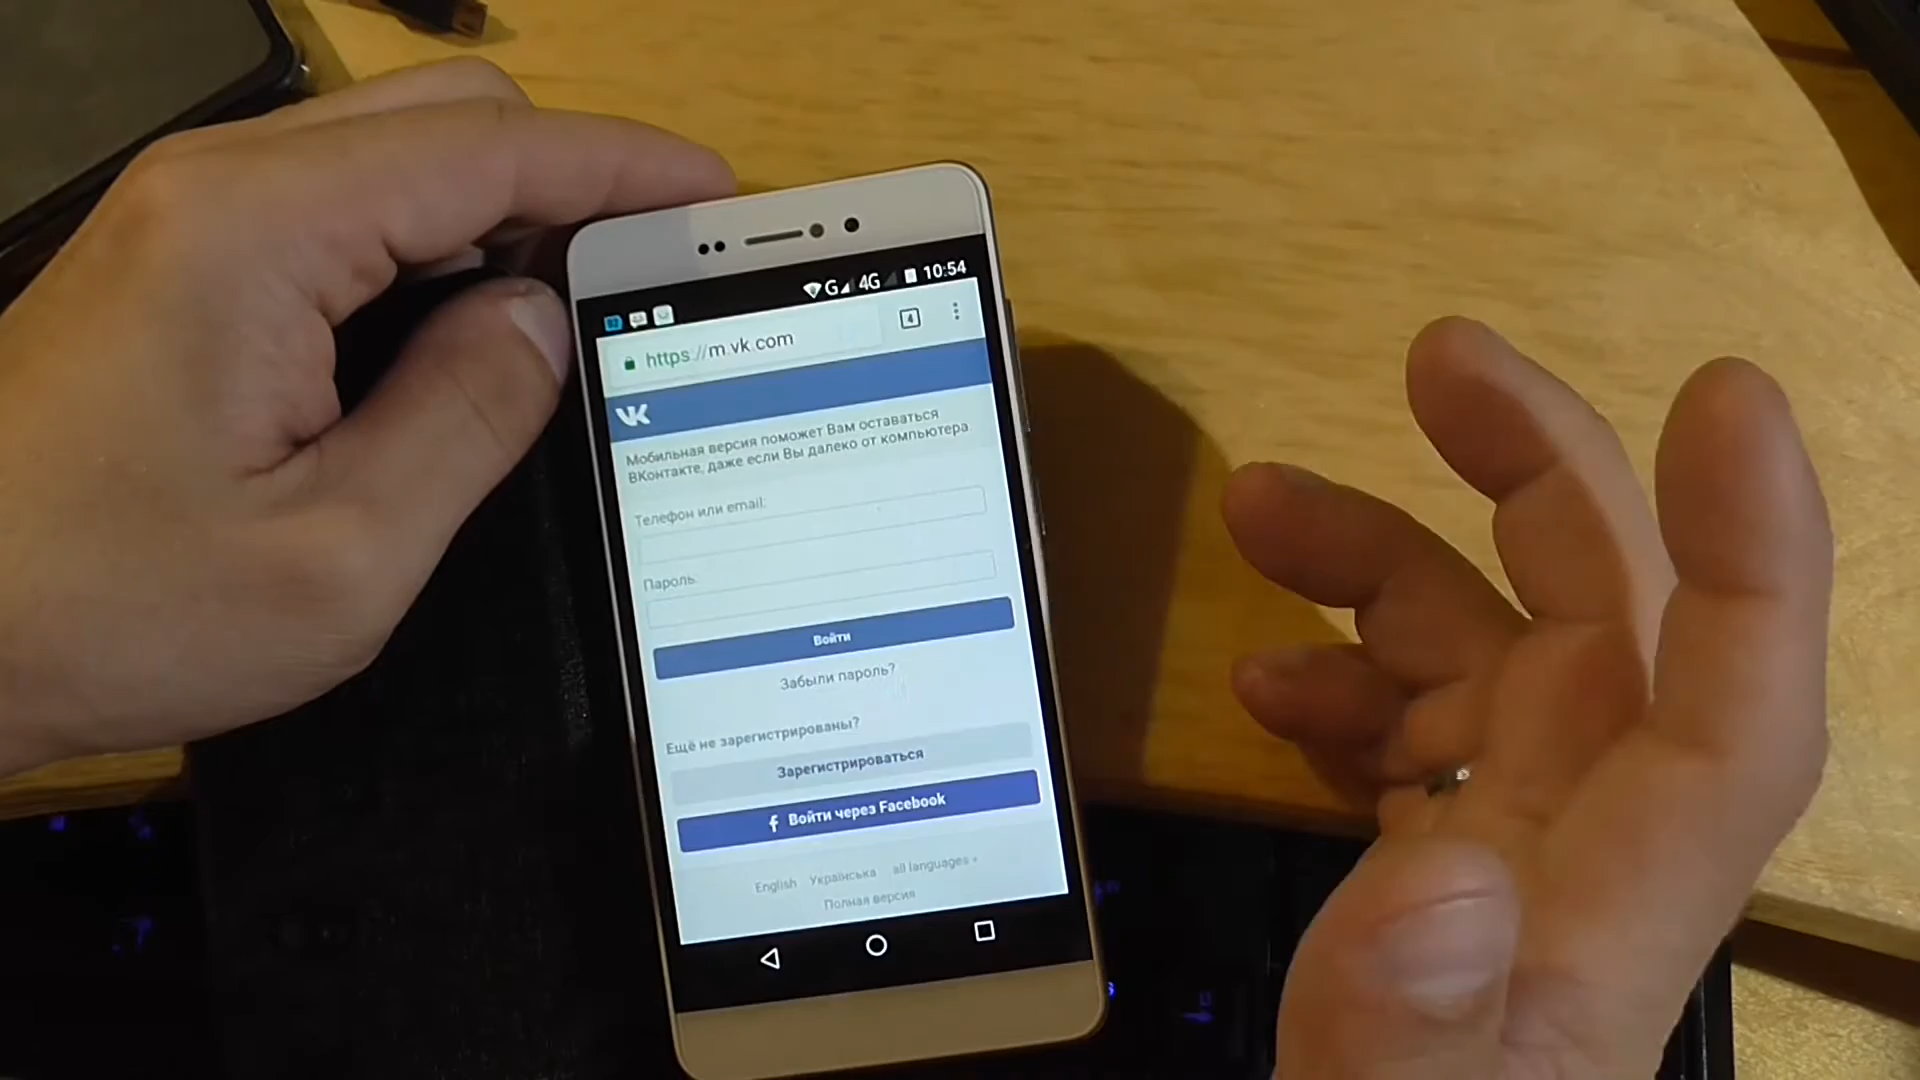 G 4G 10:54
https://m.vk.com 4
VK
Мобильная версия поможет Вам оставаться
ВКонтакте, даже если Вы далеко от компьютера.
Телефон или email:
Пароль:
Войти
Забыли пароль?
Ещё не зарегистрированы?
Зарегистрироваться
f Войти через Facebook
English Українська all languages »
Полная версия